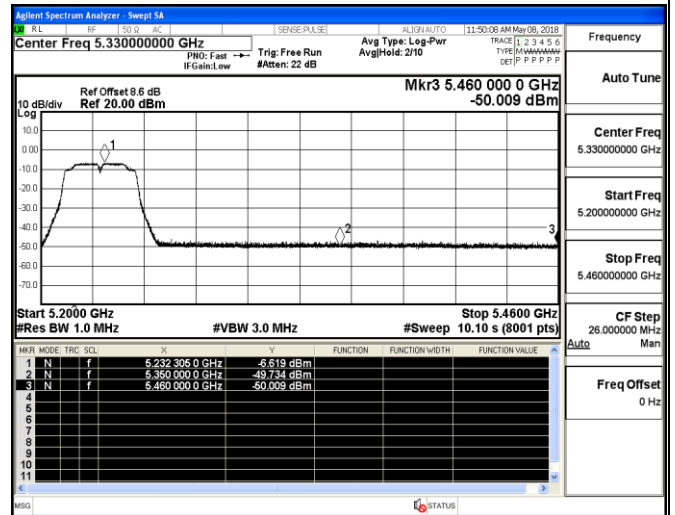 Agilent Spectrum Analyzer - Swept SA
RL RF 50 Ω AC SENSE:PULSE ALIGN AUTO 11:50:08 AM May 08, 2018
Center Freq 5.330000000 GHz
PNO: Fast
IFGain:Low
Trig: Free Run
#Atten: 22 dB
Avg Type: Log-Pwr
Avg|Hold: 2/10
TRACE 1 2 3 4 5 6
TYPE MWWWWW
DET P P P P P P
Mkr3 5.460 000 0 GHz
-50.009 dBm
Ref Offset 8.6 dB
10 dB/div Ref 20.00 dBm
Log
10.0
0.00
-10.0
-20.0
-30.0
-40.0
-50.0
-60.0
-70.0
1
2
3
Start 5.2000 GHz Stop 5.4600 GHz
#Res BW 1.0 MHz #VBW 3.0 MHz #Sweep 10.10 s (8001 pts)
MKR MODE TRC SCL X Y FUNCTION FUNCTION WIDTH FUNCTION VALUE
1 N f 5.232 305 0 GHz -6.619 dBm
2 N f 5.350 000 0 GHz -49.734 dBm
3 N f 5.460 000 0 GHz -50.009 dBm
4
5
6
7
8
9
10
11
MSG STATUS
Frequency
Auto Tune
Center Freq
5.330000000 GHz
Start Freq
5.200000000 GHz
Stop Freq
5.460000000 GHz
CF Step
26.000000 MHz
Auto Man
Freq Offset
0 Hz